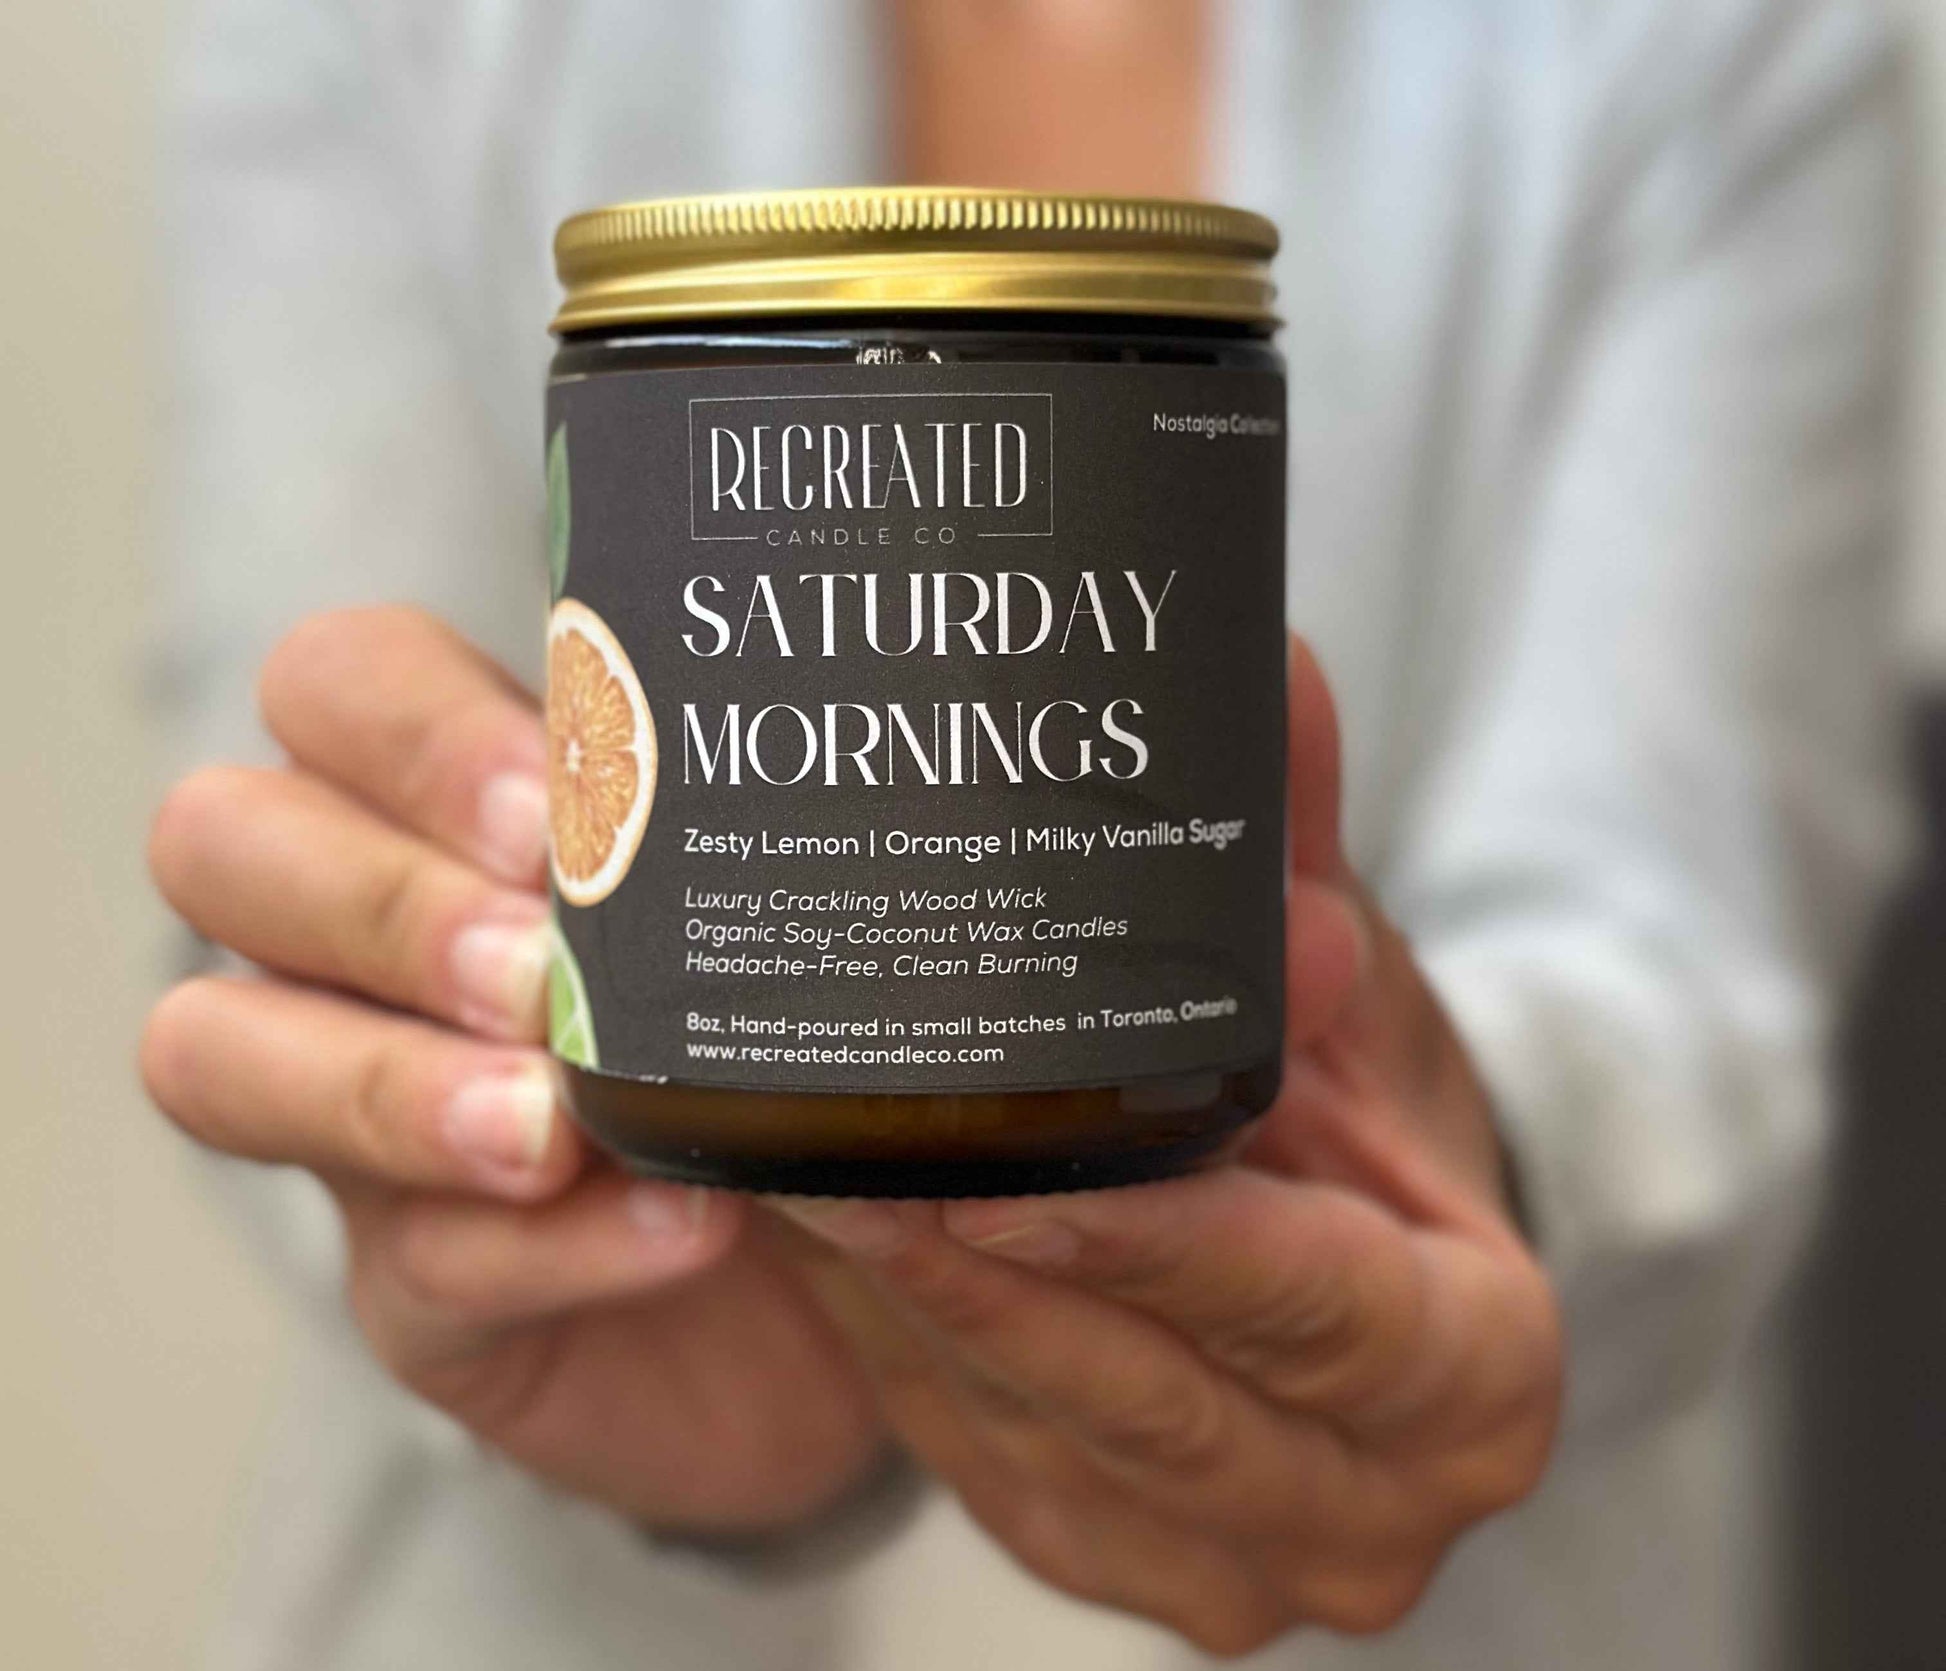 RECREATED
CANDLE CO
Nostalgia Collection
SATURDAY
MORNINGS
Zesty Lemon | Orange | Milky Vanilla Sugar
Luxury Crackling Wood Wick
Organic Soy-Coconut Wax Candles
Headache-Free, Clean Burning
8oz, Hand-poured in small batches in Toronto, Ontario
www.recreatedcandleco.com